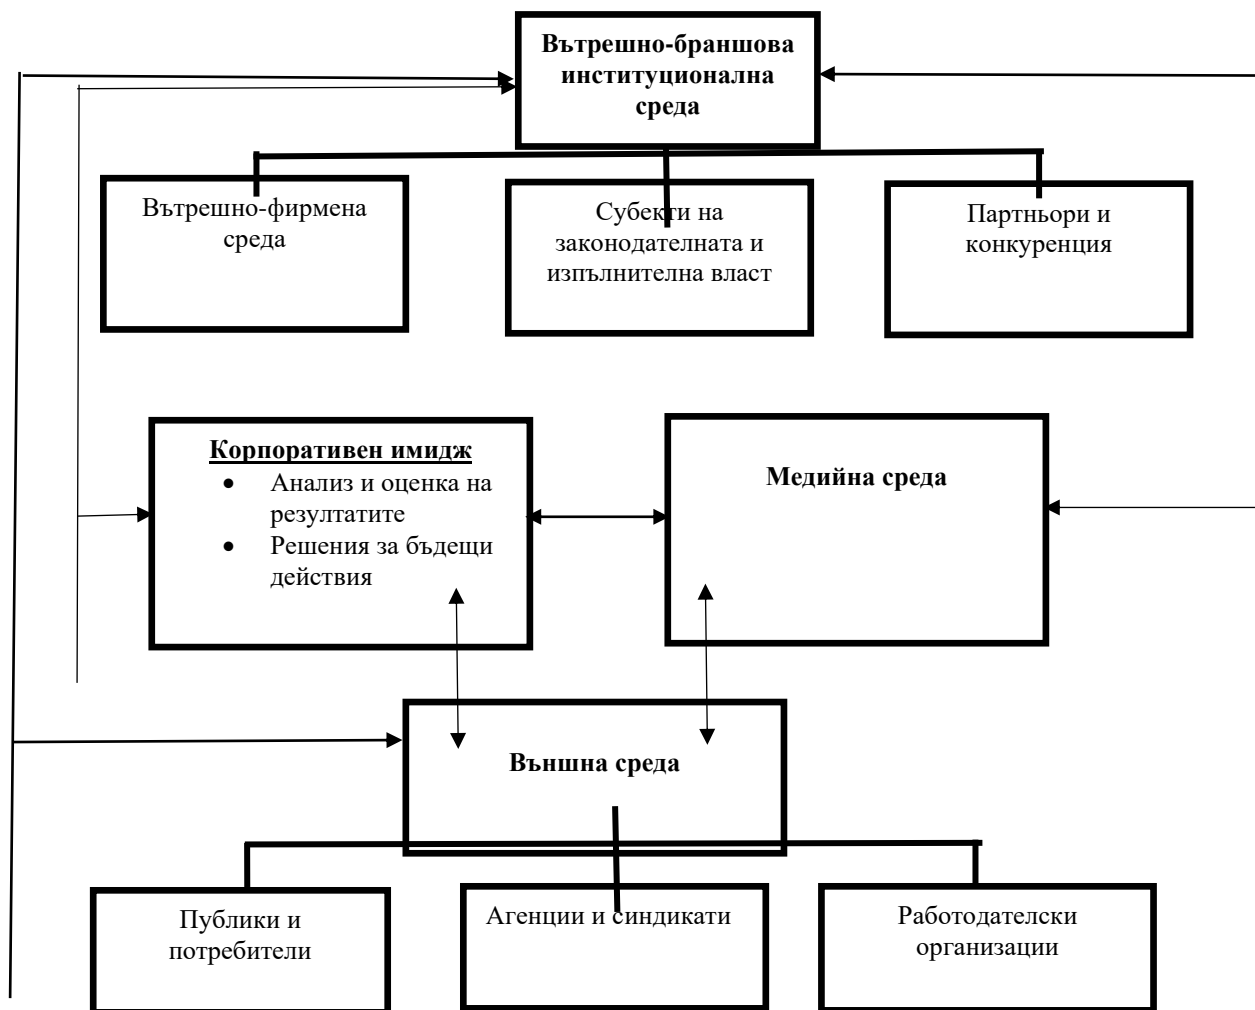 Вътрешно-браншова
институционална
среда
Вътрешно-фирмена
среда
Субекти на
законодателната и
изпълнителна власт
Партньори и
конкуренция
Корпоративен имидж
• Анализ и оценка на
резултатите
• Решения за бъдещи
действия
Медийна среда
Външна среда
Публики и
потребители
Агенции и синдикати
Работодателски
организации